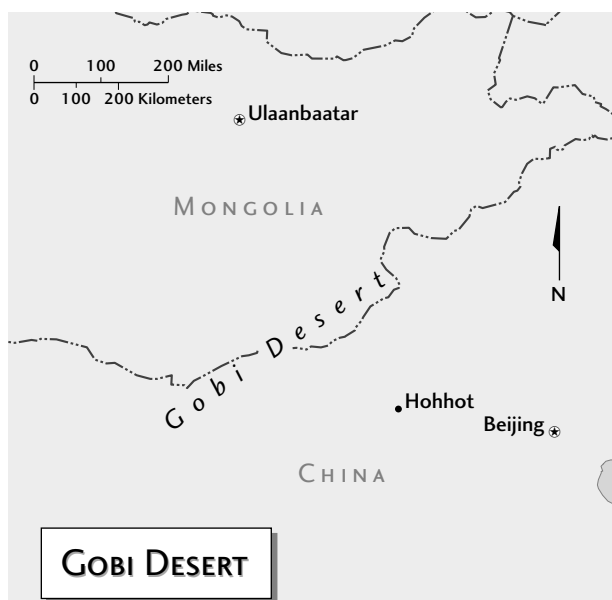 0 100 200 Miles
0 100 200 Kilometers
Ulaanbaatar
MONGOLIA
N
Gobi Desert
Hohhot
Beijing
CHINA
GOBI DESERT